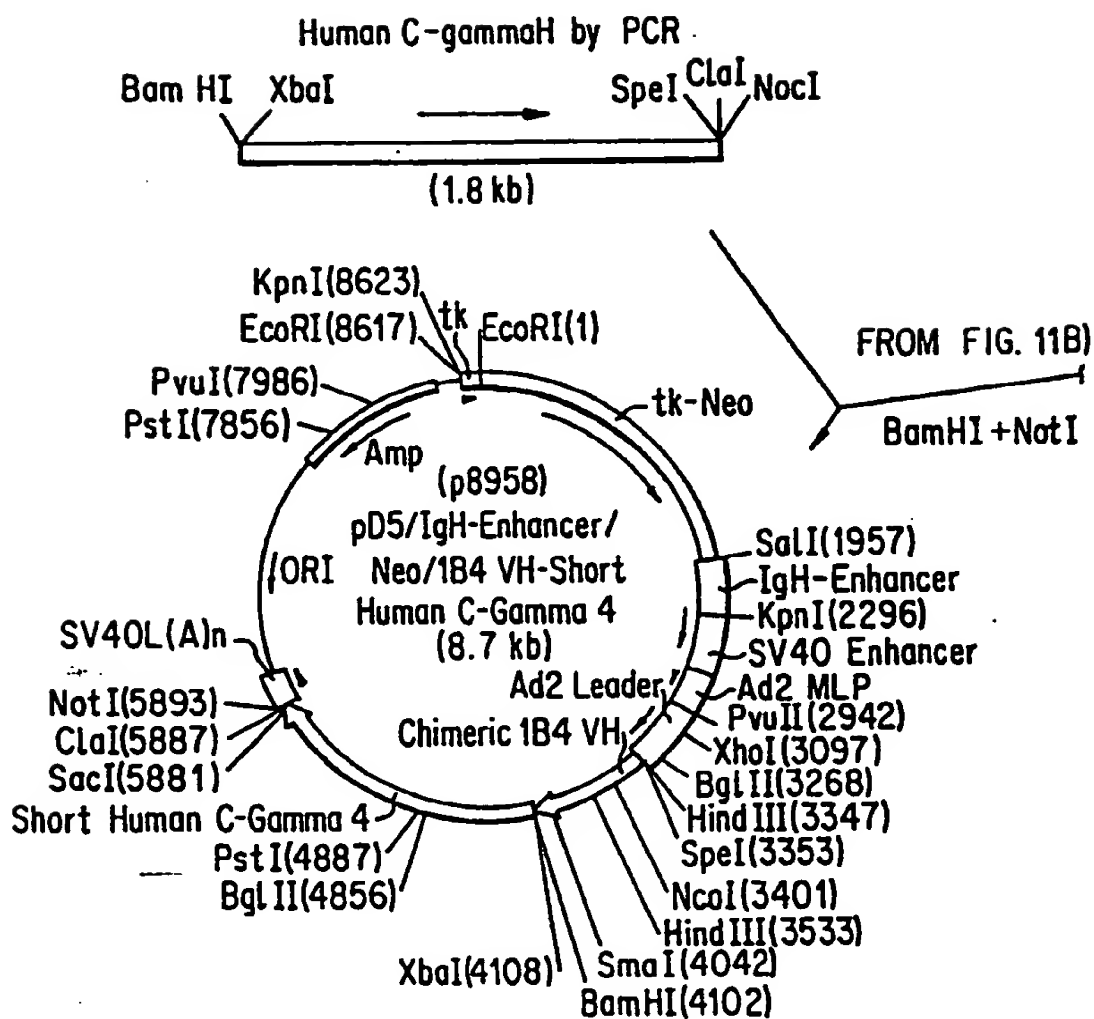 Human C-gammaH by PCR
Bam HI XbaI
SpeI ClaI NocI
(1.8 kb)
FROM FIG. 11B)
BamHI+NotI
KpnI(8623)
EcoRI(8617)
tk
EcoRI(1)
PvuI(7986)
PstI(7856)
tk-Neo
Amp
(p8958)
pD5/IgH-Enhancer/
Neo/1B4 VH-Short
Human C-Gamma 4
(8.7 kb)
ORI
SalI(1957)
IgH-Enhancer
KpnI(2296)
SV40 Enhancer
Ad2 MLP
Ad2 Leader
PvuII(2942)
Chimeric 1B4 VH
XhoI(3097)
BglII(3268)
HindIII(3347)
SpeI(3353)
NcoI(3401)
HindIII(3533)
SmaI(4042)
BamHI(4102)
XbaI(4108)
BglII(4856)
PstI(4887)
Short Human C-Gamma 4
SacI(5881)
ClaI(5887)
NotI(5893)
SV40L(A)n